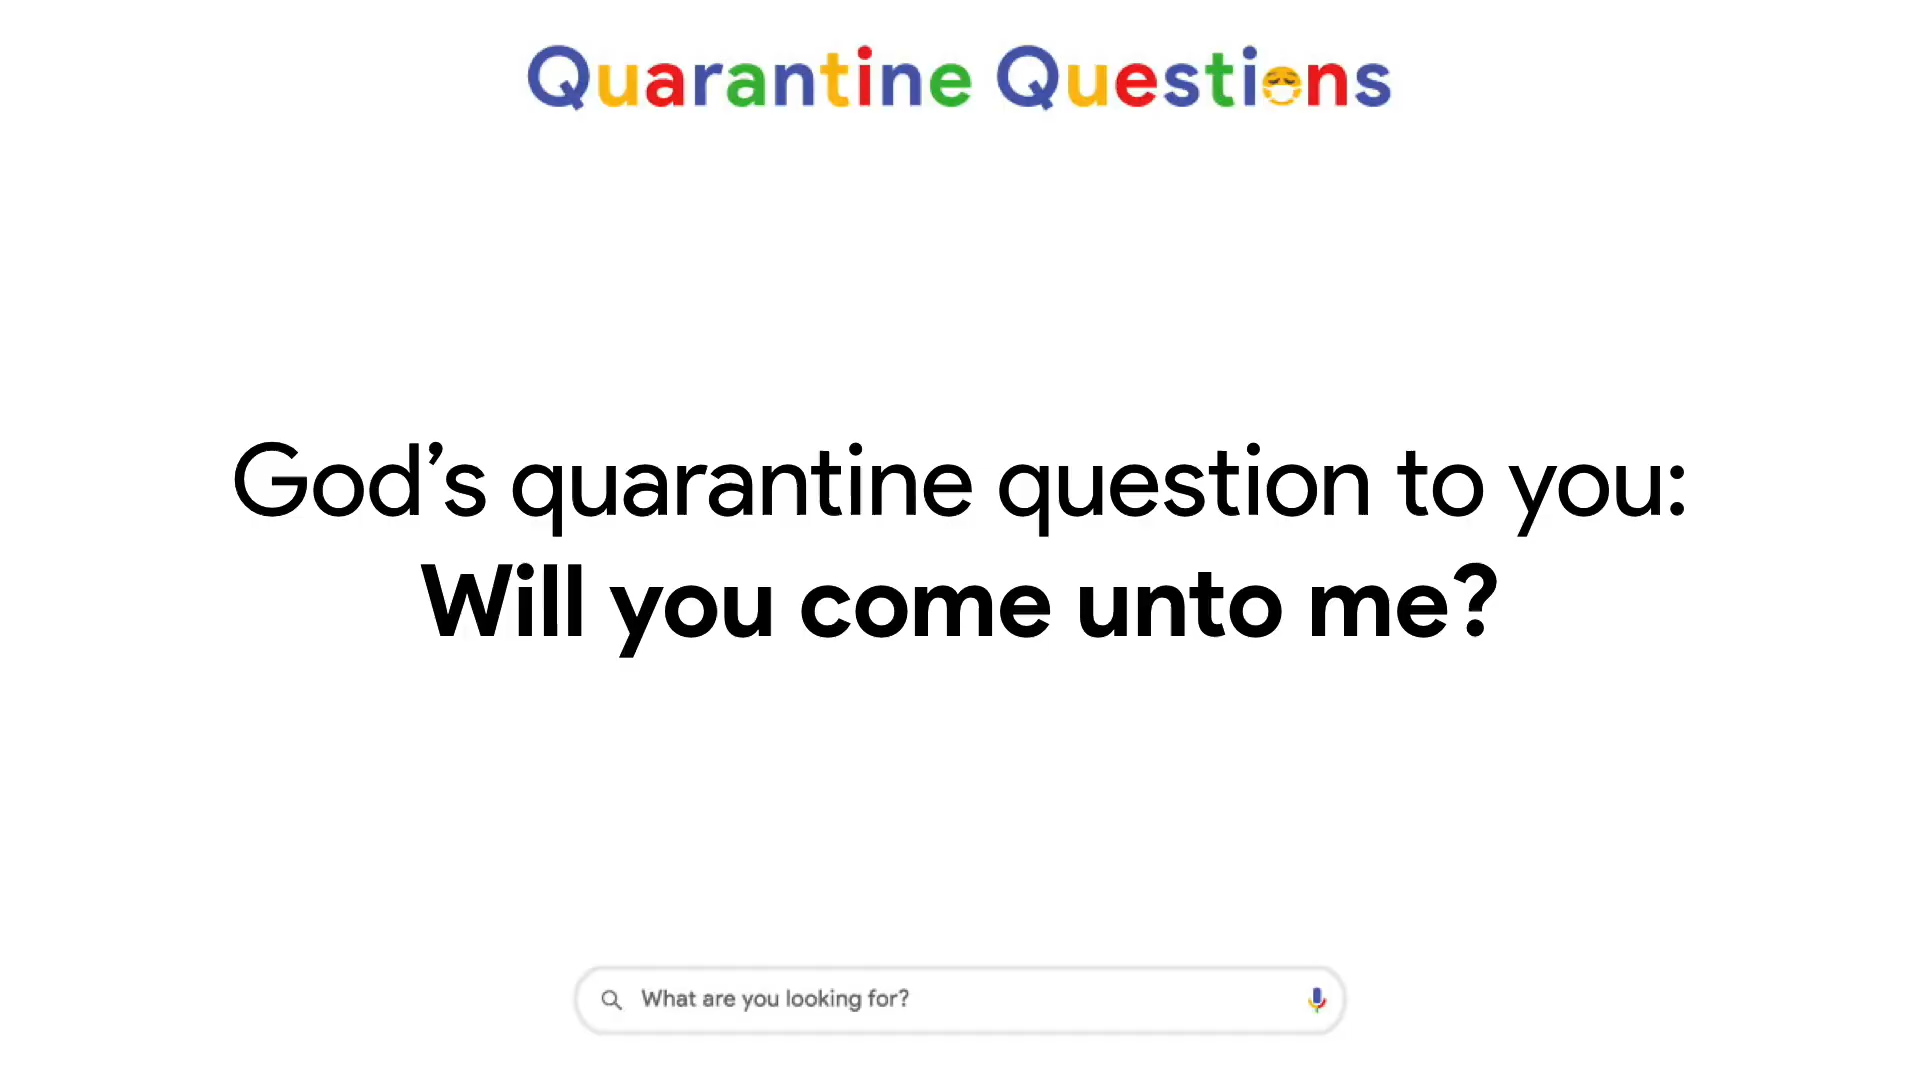 Quarantine Questions
God’s quarantine question to you:
Will you come unto me?
What are you looking for?